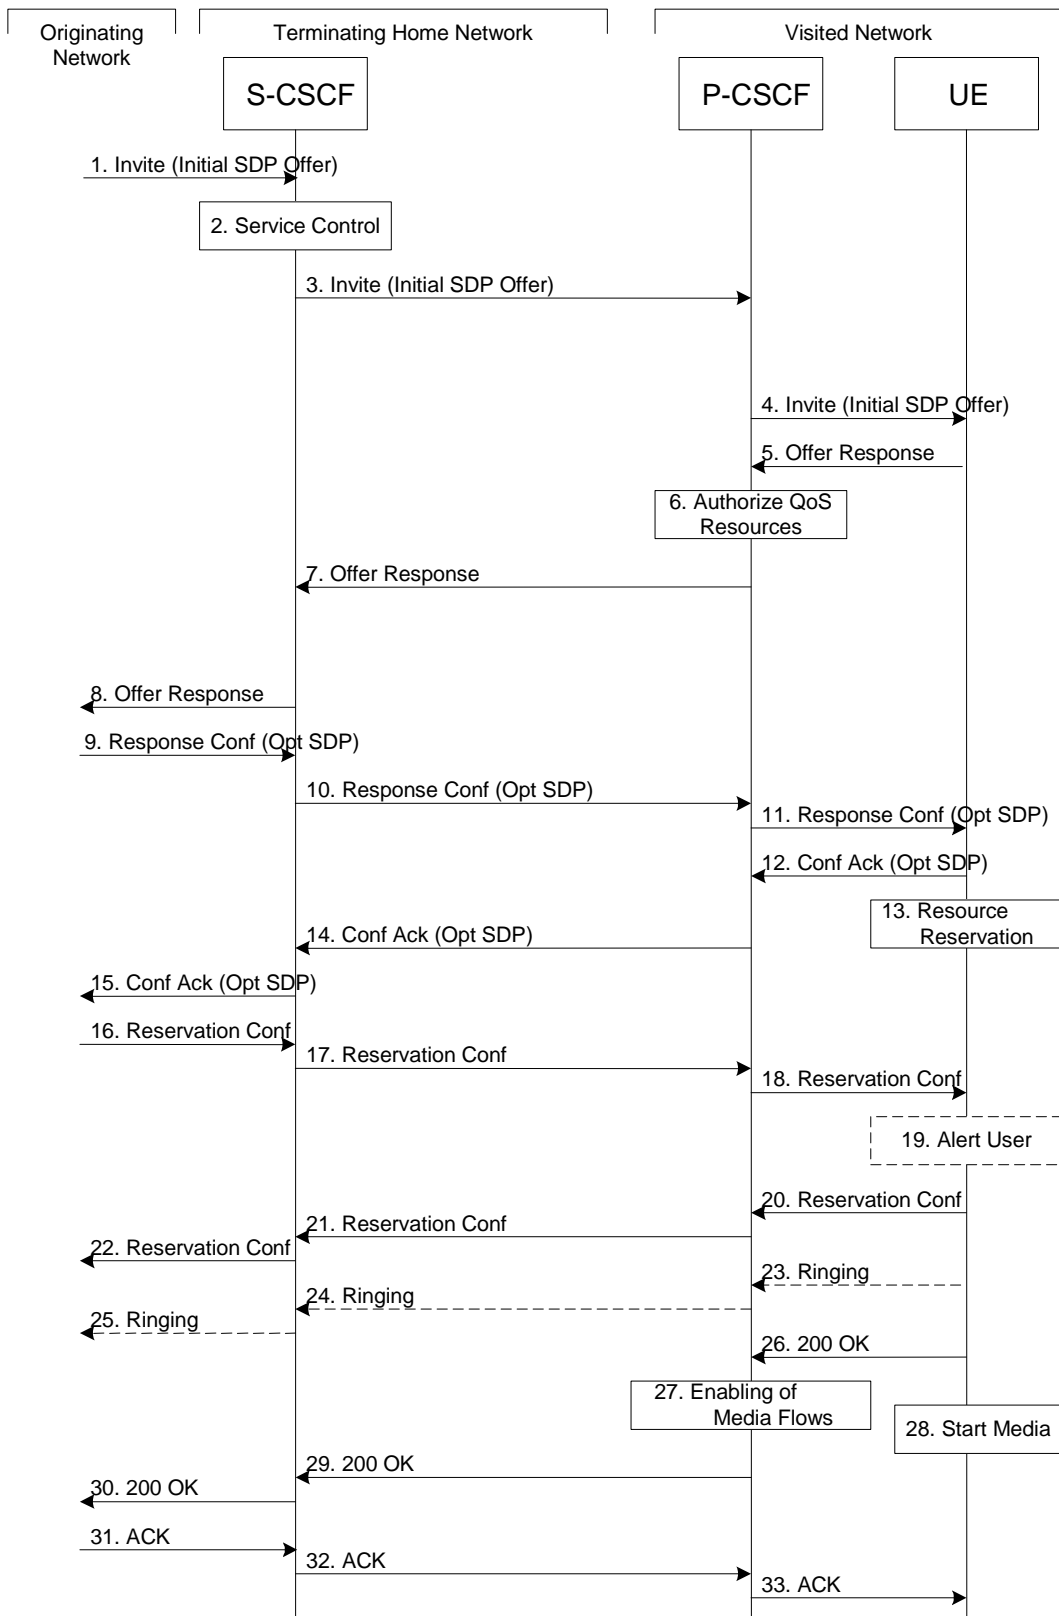 Originating
Network
Terminating Home Network
Visited Network
S-CSCF
P-CSCF
UE
1. Invite (Initial SDP Offer)
2. Service Control
3. Invite (Initial SDP Offer)
4. Invite (Initial SDP Offer)
5. Offer Response
6. Authorize QoS
Resources
7. Offer Response
8. Offer Response
9. Response Conf (Opt SDP)
10. Response Conf (Opt SDP)
11. Response Conf (Opt SDP)
12. Conf Ack (Opt SDP)
13. Resource
Reservation
14. Conf Ack (Opt SDP)
15. Conf Ack (Opt SDP)
16. Reservation Conf
17. Reservation Conf
18. Reservation Conf
19. Alert User
20. Reservation Conf
21. Reservation Conf
22. Reservation Conf
23. Ringing
24. Ringing
25. Ringing
26. 200 OK
27. Enabling of
Media Flows
28. Start Media
29. 200 OK
30. 200 OK
31. ACK
32. ACK
33. ACK